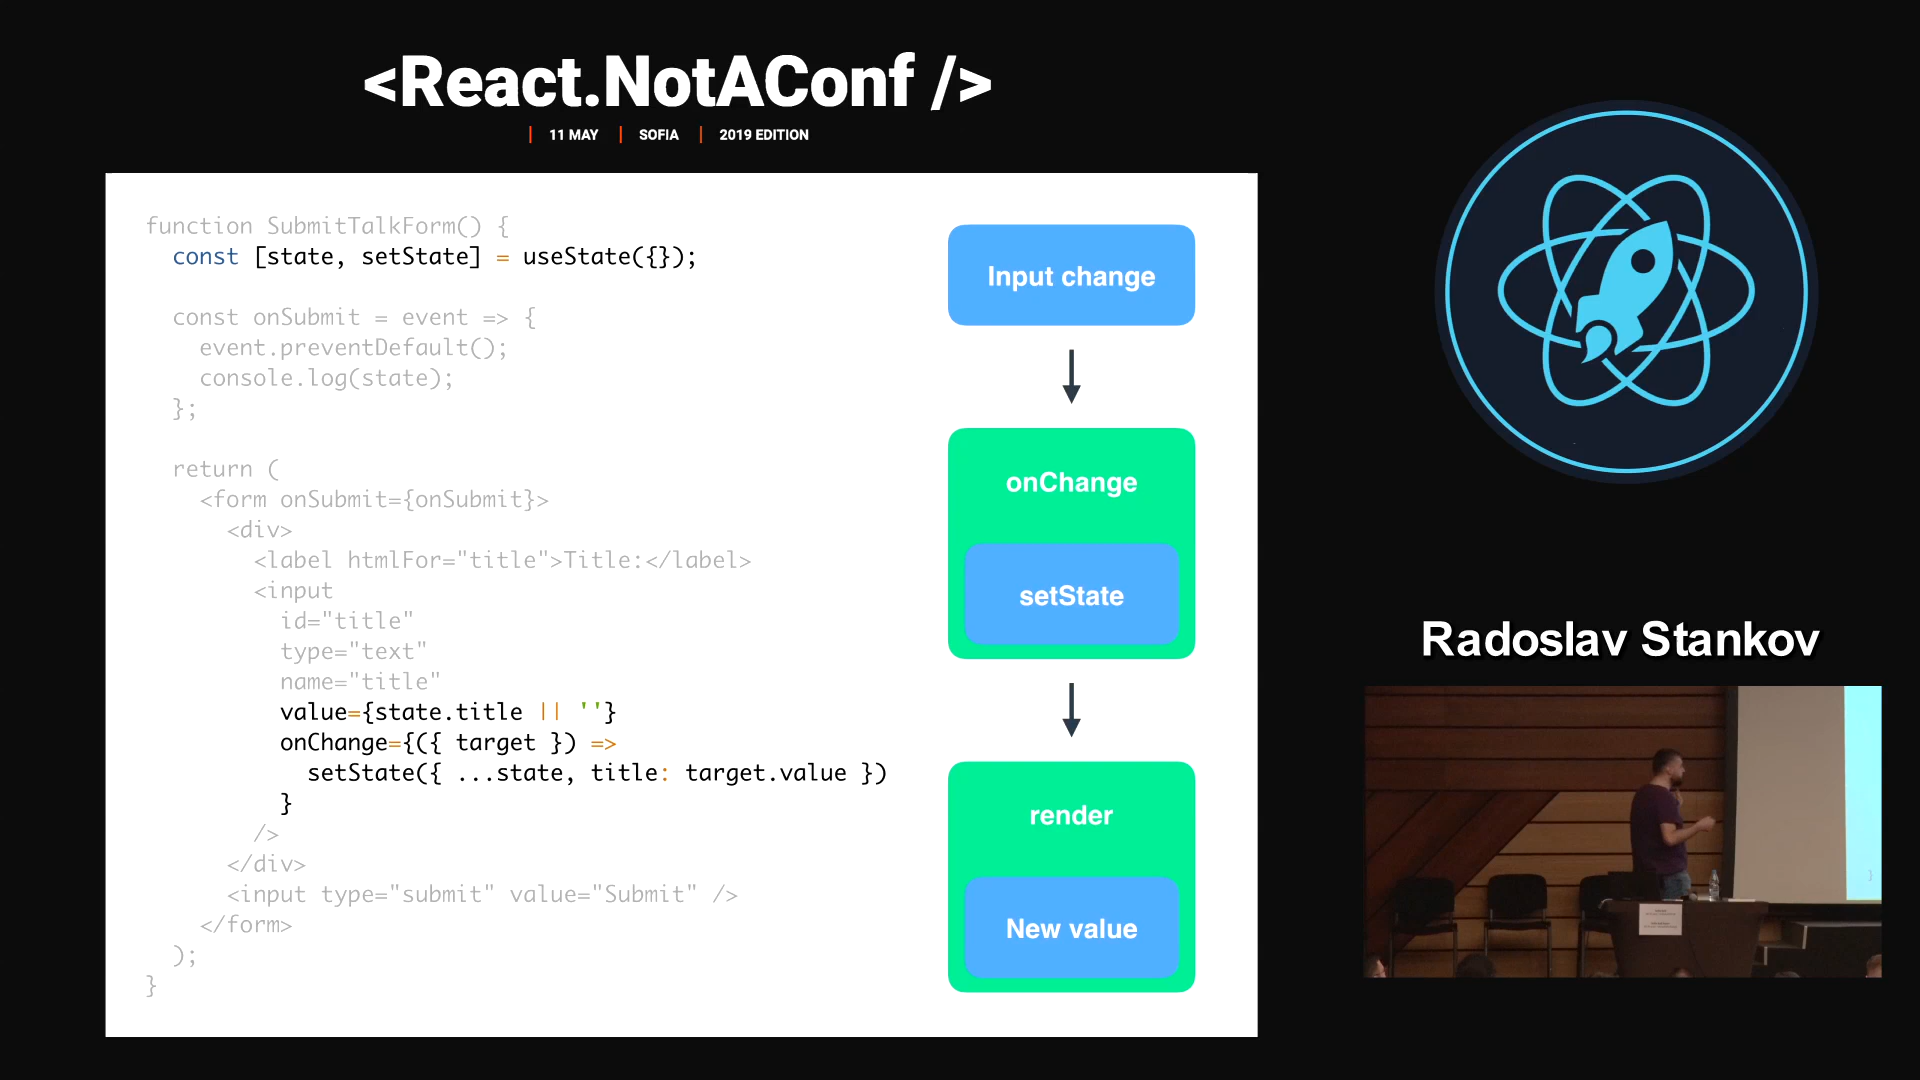 <React.NotAConf />
| 11 MAY | SOFIA | 2019 EDITION
function SubmitTalkForm() {
  const [state, setState] = useState({});
  const onSubmit = event => {
    event.preventDefault();
    console.log(state);
  };
  return (
    <form onSubmit={onSubmit}>
      <div>
        <label htmlFor="title">Title:</label>
        <input
          id="title"
          type="text"
          name="title"
          value={state.title || ''}
          onChange={({ target }) =>
            setState({ ...state, title: target.value })
          }
        />
      </div>
      <input type="submit" value="Submit" />
    </form>
  );
}
Input change
onChange
setState
render
New value
Radoslav Stankov